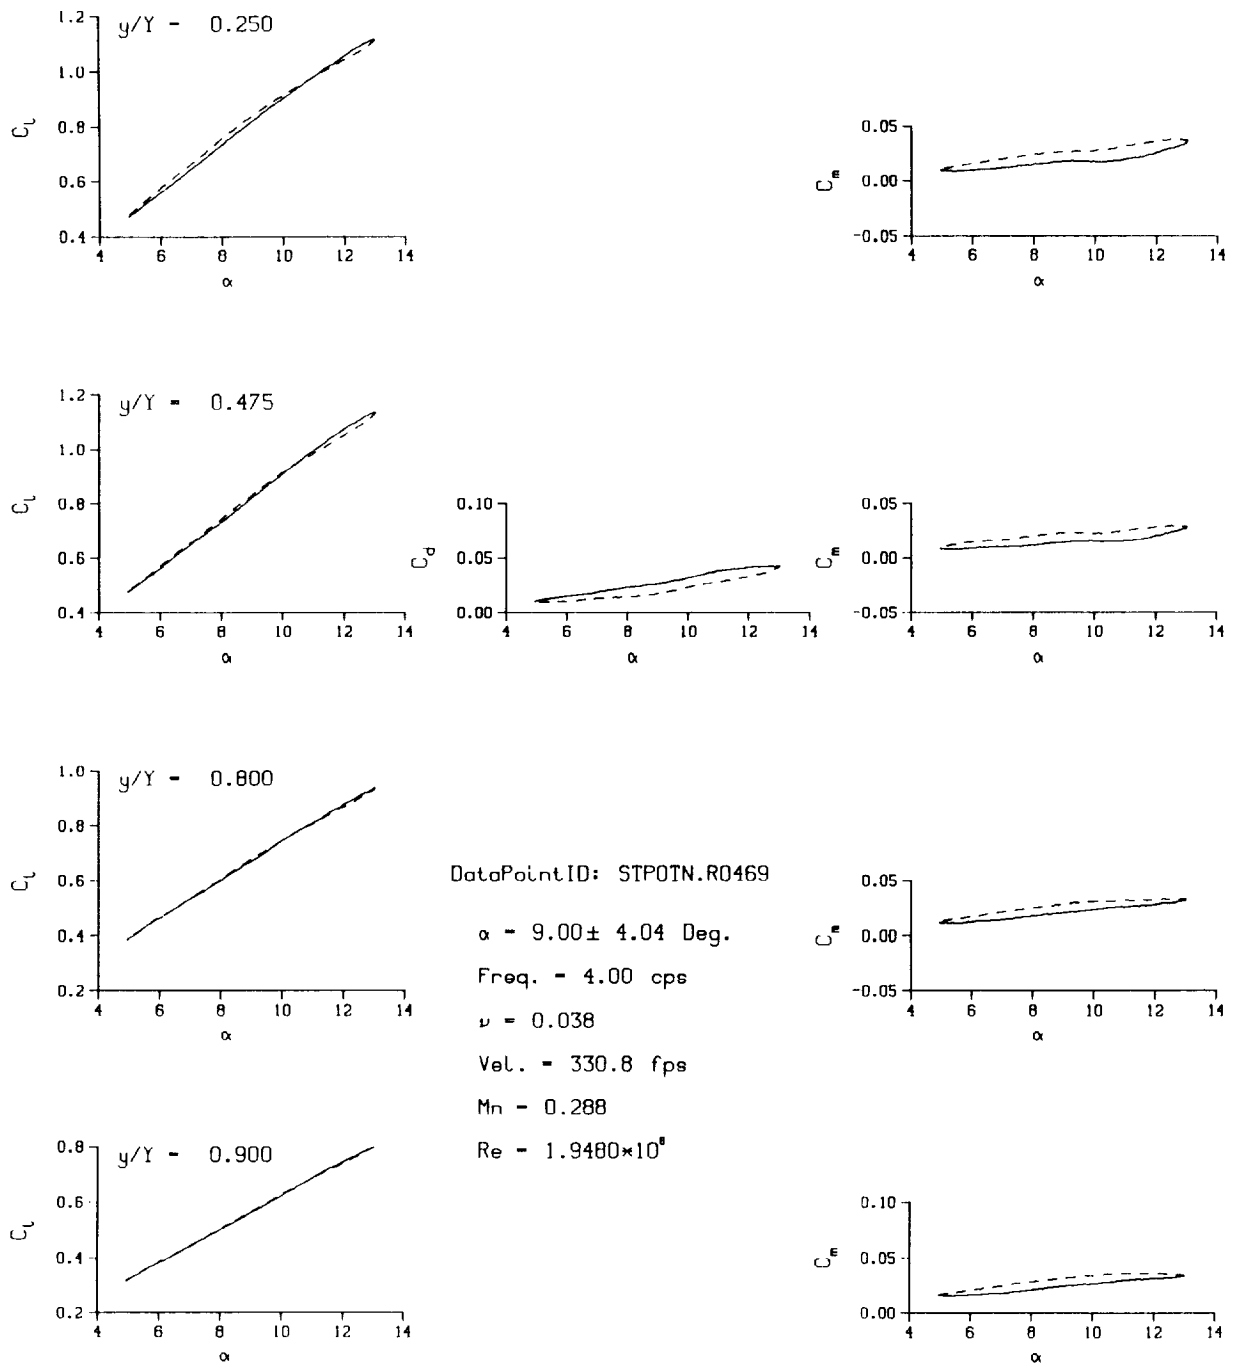 y/Y = 0.250
1.2
1.0
0.8
0.6
0.4
C_l
4 6 8 10 12 14
α
0.05
0.00
-0.05
C_m
4 6 8 10 12 14
α
y/Y = 0.475
1.2
1.0
0.8
0.6
0.4
C_l
4 6 8 10 12 14
α
0.10
0.05
0.00
C_d
4 6 8 10 12 14
α
0.05
0.00
-0.05
C_m
4 6 8 10 12 14
α
y/Y = 0.800
1.0
0.8
0.6
0.4
0.2
C_l
4 6 8 10 12 14
α
DataPointID: STPOTN.R0469
α = 9.00± 4.04 Deg.
Freq. = 4.00 cps
ν = 0.038
Vel. = 330.8 fps
Mn = 0.288
Re = 1.9480×10
0.05
0.00
-0.05
C_m
4 6 8 10 12 14
α
y/Y = 0.900
0.8
0.6
0.4
0.2
C_l
4 6 8 10 12 14
α
0.10
0.05
0.00
C_m
4 6 8 10 12 14
α